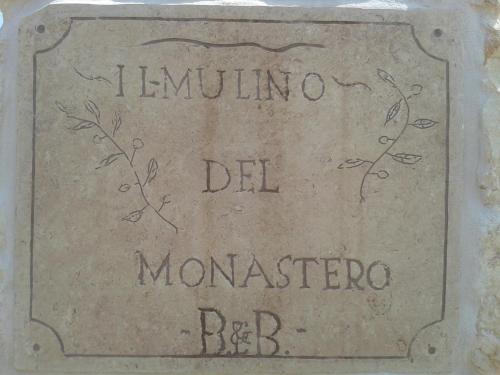 IL MULINO
DEL
MONASTERO
- B.&B. -